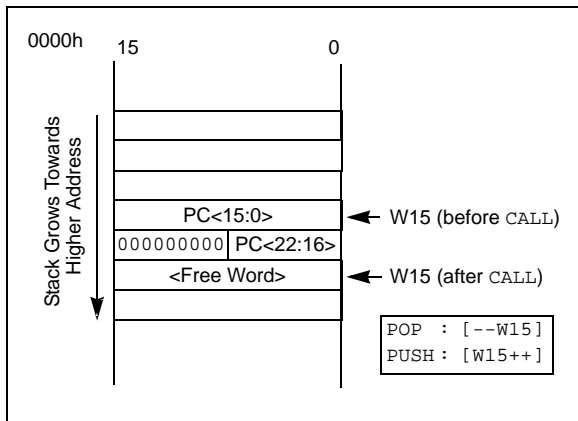 0000h
15 0
Stack Grows Towards
Higher Address
PC<15:0>
W15 (before CALL)
000000000 PC<22:16>
<Free Word>
W15 (after CALL)
POP : [--W15]
PUSH : [W15++]